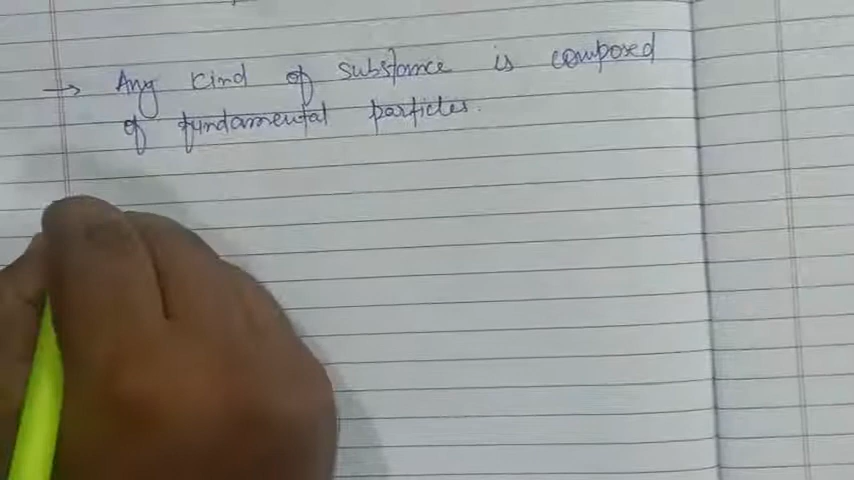 → Any kind of substance is composed
of fundamental particles.